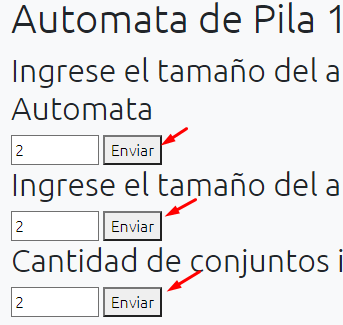 Automata de Pila 1
Ingrese el tamaño del a
Automata
2 Enviar
Ingrese el tamaño del a
2 Enviar
Cantidad de conjuntos i
2 Enviar